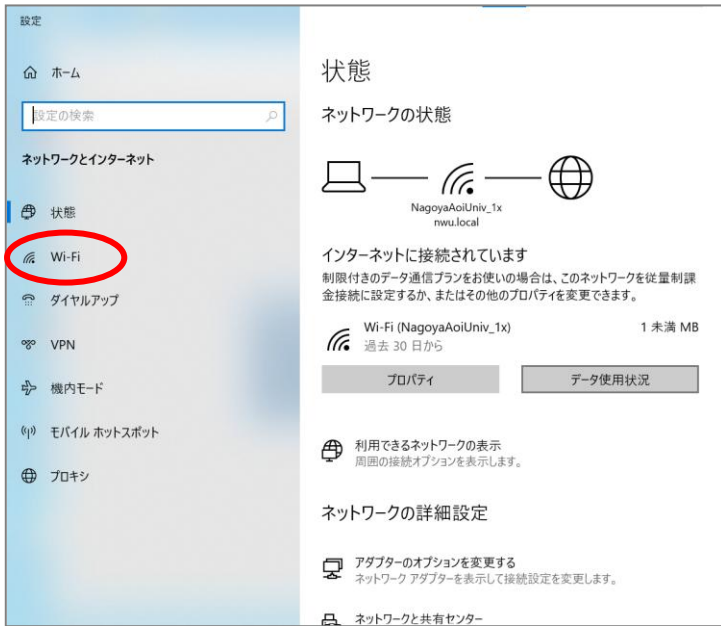 設定
ホーム
設定の検索
ネットワークとインターネット
状態
Wi-Fi
ダイヤルアップ
VPN
機内モード
モバイル ホットスポット
プロキシ
状態
ネットワークの状態
NagoyaAoiUniv_1x
nwu.local
インターネットに接続されています
制限付きのデータ通信プランをお使いの場合は、このネットワークを従量制課
金接続に設定するか、またはその他のプロパティを変更できます。
Wi-Fi (NagoyaAoiUniv_1x)
1 未満 MB
過去 30 日から
プロパティ
データ使用状況
利用できるネットワークの表示
周囲の接続オプションを表示します。
ネットワークの詳細設定
アダプターのオプションを変更する
ネットワーク アダプターを表示して接続設定を変更します。
ネットワークと共有センター